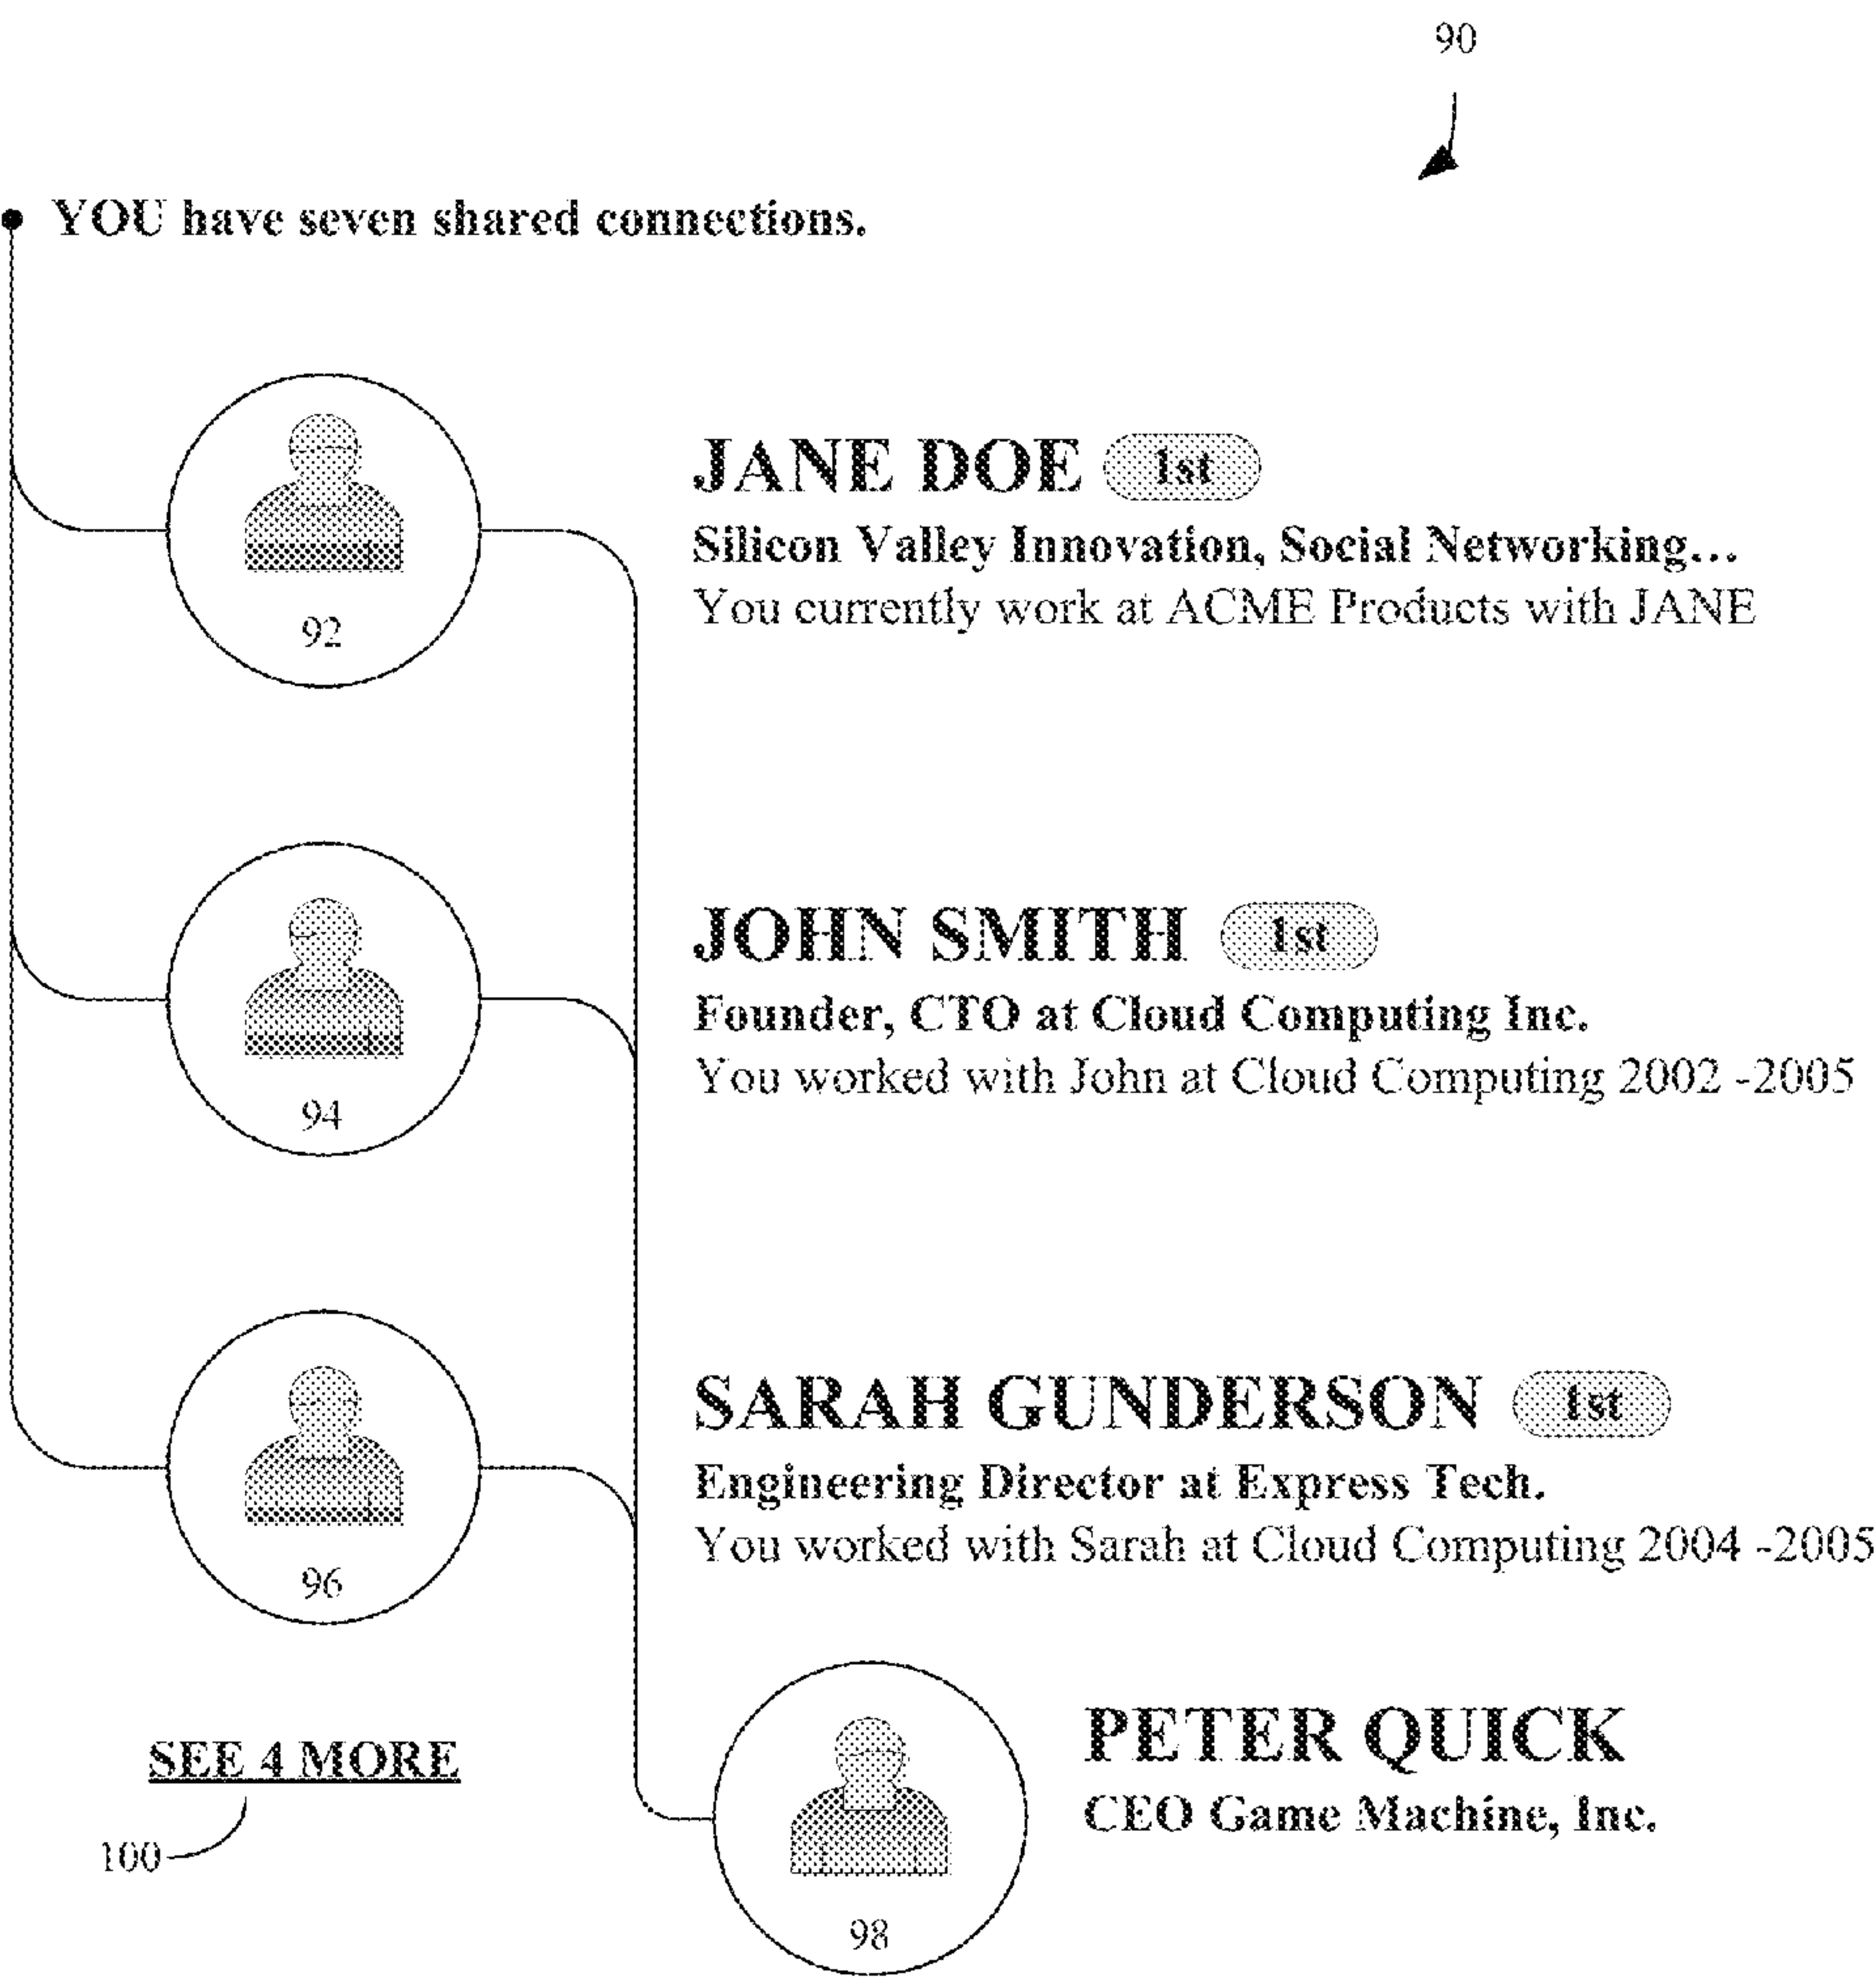 90
YOU have seven shared connections.
JANE DOE 1st
Silicon Valley Innovation, Social Networking...
You currently work at ACME Products with JANE
92
JOHN SMITH 1st
Founder, CTO at Cloud Computing Inc.
You worked with John at Cloud Computing 2002 -2005
94
SARAH GUNDERSON 1st
Engineering Director at Express Tech.
You worked with Sarah at Cloud Computing 2004 -2005
96
PETER QUICK
SEE 4 MORE
CEO Game Machine, Inc.
100
98